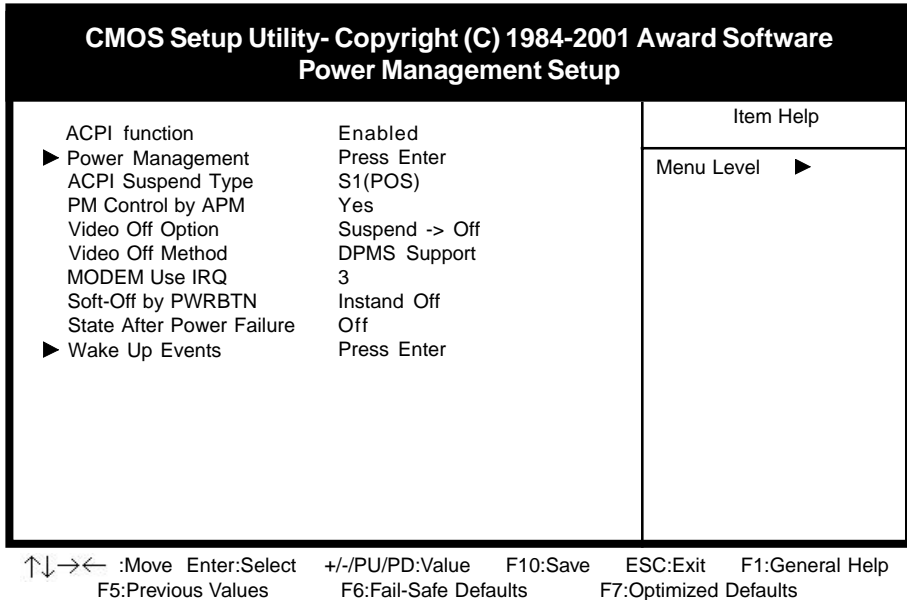 CMOS Setup Utility- Copyright (C) 1984-2001 Award Software
Power Management Setup
ACPI function Enabled
▶ Power Management Press Enter
ACPI Suspend Type S1(POS)
PM Control by APM Yes
Video Off Option Suspend -> Off
Video Off Method DPMS Support
MODEM Use IRQ 3
Soft-Off by PWRBTN Instand Off
State After Power Failure Off
▶ Wake Up Events Press Enter
Item Help
Menu Level ▶
↑↓→← :Move Enter:Select +/-/PU/PD:Value F10:Save ESC:Exit F1:General Help
F5:Previous Values F6:Fail-Safe Defaults F7:Optimized Defaults